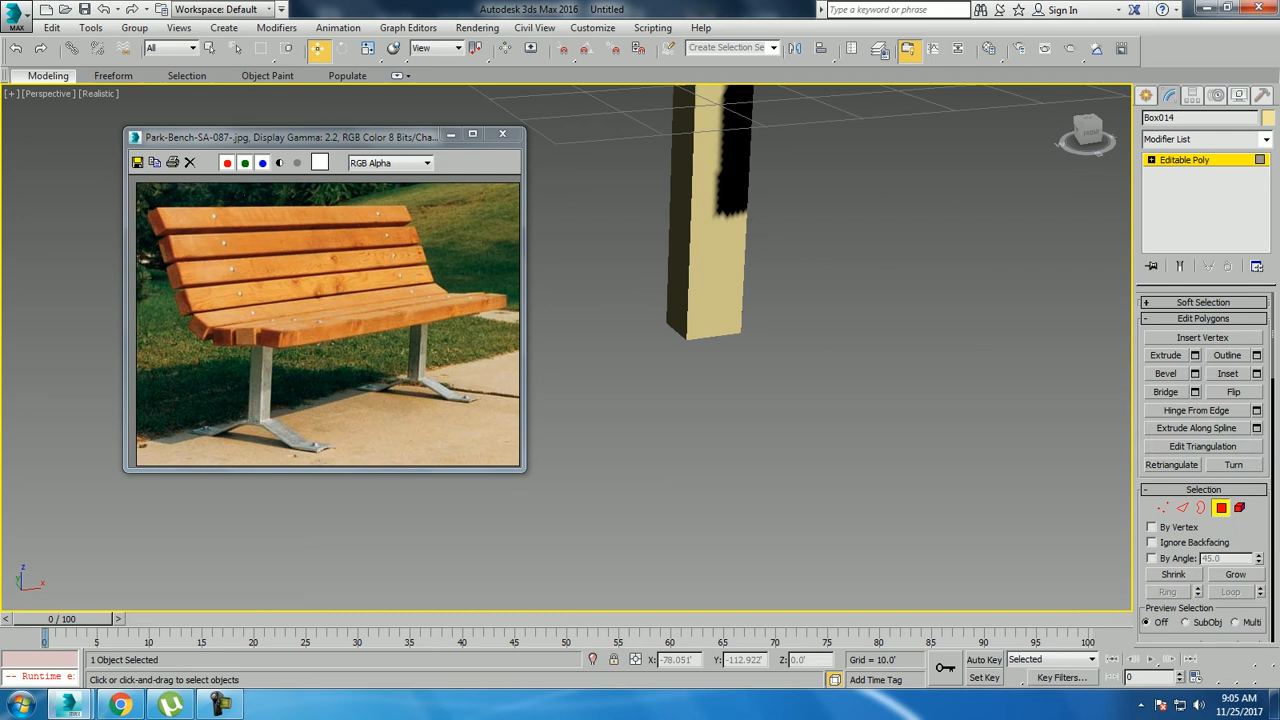 MAX
Workspace: Default
Autodesk 3ds Max 2016 Untitled
Type a keyword or phrase
Sign In
Edit Tools Group Views Create Modifiers Animation Graph Editors Rendering Civil View Customize Scripting Help
All
View
Create Selection Se
Modeling Freeform Selection Object Paint Populate
[+] [Perspective] [Realistic]
Park-Bench-SA-087-.jpg, Display Gamma: 2.2, RGB Color 8 Bits/Cha...
RGB Alpha
FRONT
Box014
Modifier List
Editable Poly
+ Soft Selection
- Edit Polygons
Insert Vertex
Extrude Outline
Bevel Inset
Bridge Flip
Hinge From Edge
Extrude Along Spline
Edit Triangulation
Retriangulate Turn
- Selection
By Vertex
Ignore Backfacing
By Angle: 45.0
Shrink Grow
Ring Loop
Preview Selection
Off SubObj Multi
z
y
x
< 0 / 100 >
0 5 10 15 20 25 30 35 40 45 50 55 60 65 70 75 80 85 90 95 100
1 Object Selected
X: -78.051' Y: -112.922' Z: 0.0'
Grid = 10.0'
Auto Key Selected
-- Runtime e:
Click or click-and-drag to select objects
Add Time Tag
Set Key Key Filters...
0
9:05 AM
11/25/2017